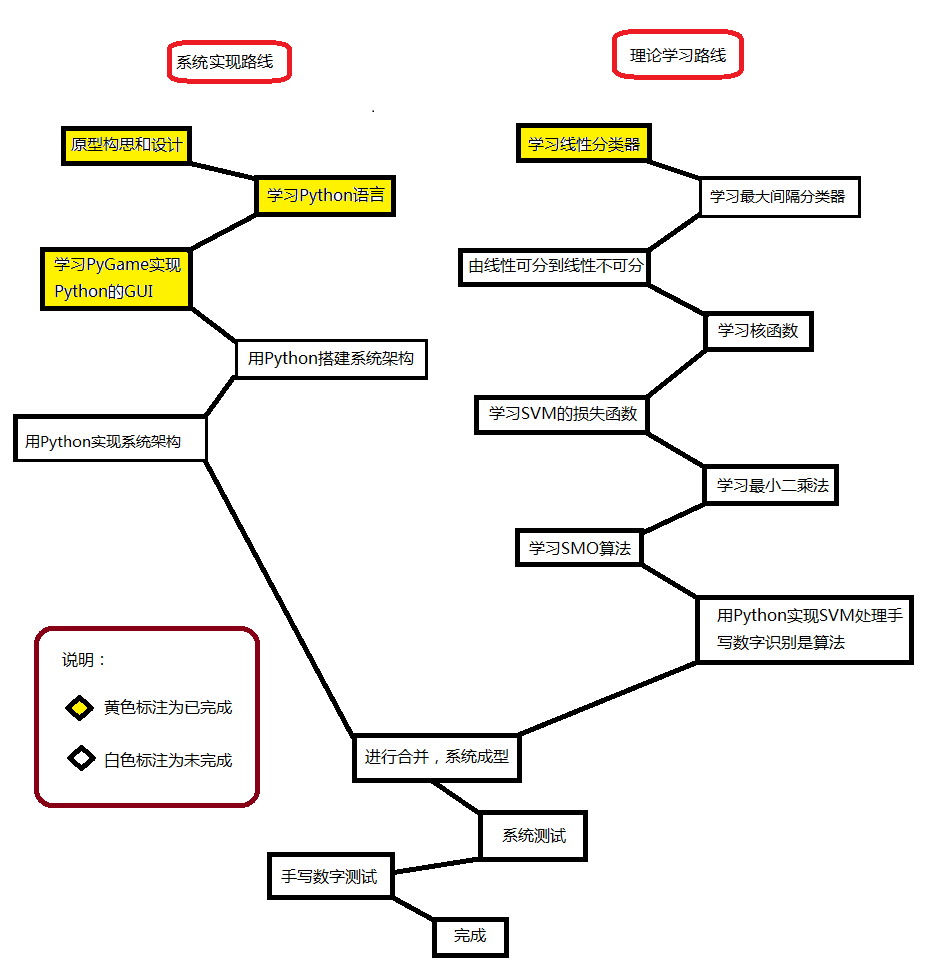 系统实现路线
理论学习路线
原型构思和设计
学习Python语言
学习PyGame实现
Python的GUI
用Python搭建系统架构
用Python实现系统架构
学习线性分类器
学习最大间隔分类器
由线性可分到线性不可分
学习核函数
学习SVM的损失函数
学习最小二乘法
学习SMO算法
用Python实现SVM处理手
写数字识别是算法
说明：
黄色标注为已完成
白色标注为未完成
进行合并，系统成型
系统测试
手写数字测试
完成